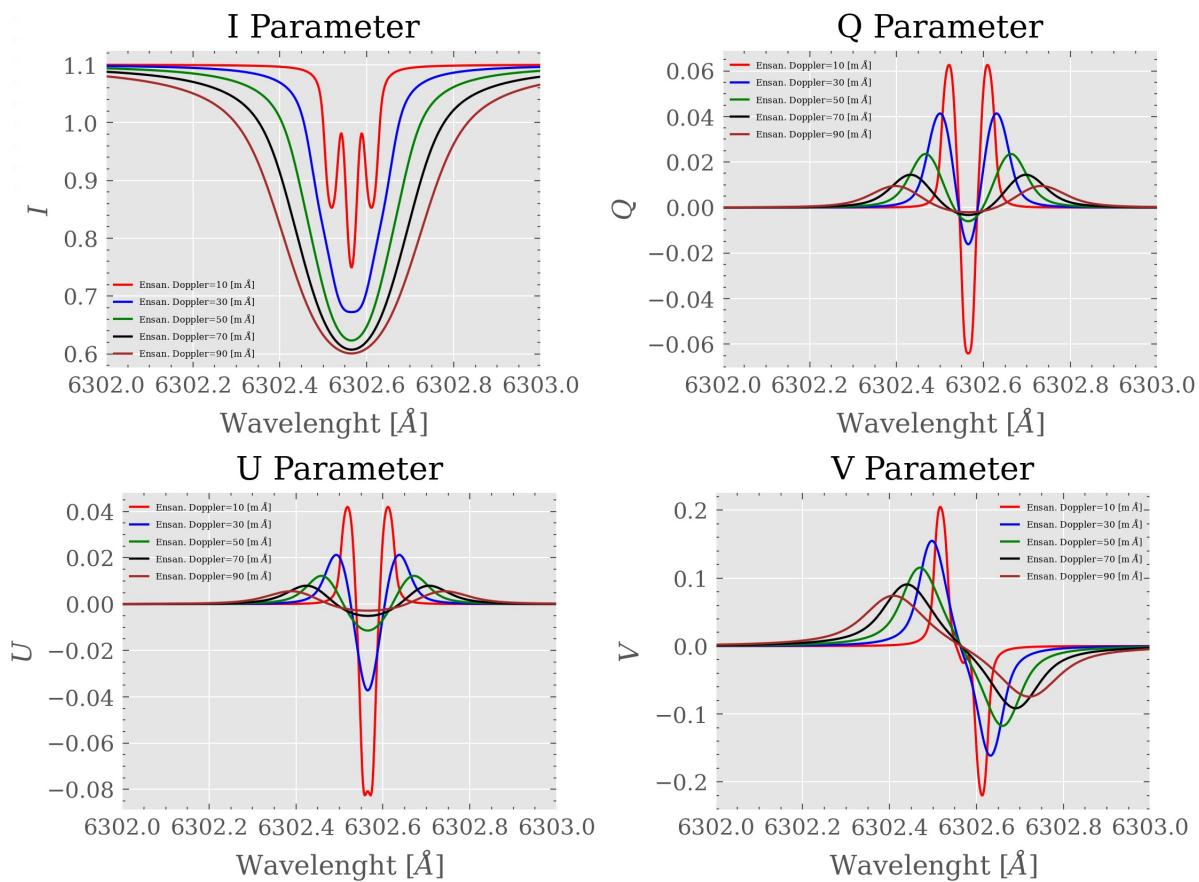 I Parameter
1.1
1.0
0.9
0.8
0.7
0.6
I
Ensan. Doppler=10 [m Å]
Ensan. Doppler=30 [m Å]
Ensan. Doppler=50 [m Å]
Ensan. Doppler=70 [m Å]
Ensan. Doppler=90 [m Å]
6302.0 6302.2 6302.4 6302.6 6302.8 6303.0
Wavelenght [Å]
Q Parameter
0.06
0.04
0.02
0.00
−0.02
−0.04
−0.06
Q
Ensan. Doppler=10 [m Å]
Ensan. Doppler=30 [m Å]
Ensan. Doppler=50 [m Å]
Ensan. Doppler=70 [m Å]
Ensan. Doppler=90 [m Å]
6302.0 6302.2 6302.4 6302.6 6302.8 6303.0
Wavelenght [Å]
U Parameter
0.04
0.02
0.00
−0.02
−0.04
−0.06
−0.08
U
Ensan. Doppler=10 [m Å]
Ensan. Doppler=30 [m Å]
Ensan. Doppler=50 [m Å]
Ensan. Doppler=70 [m Å]
Ensan. Doppler=90 [m Å]
6302.0 6302.2 6302.4 6302.6 6302.8 6303.0
Wavelenght [Å]
V Parameter
0.2
0.1
0.0
−0.1
−0.2
V
Ensan. Doppler=10 [m Å]
Ensan. Doppler=30 [m Å]
Ensan. Doppler=50 [m Å]
Ensan. Doppler=70 [m Å]
Ensan. Doppler=90 [m Å]
6302.0 6302.2 6302.4 6302.6 6302.8 6303.0
Wavelenght [Å]